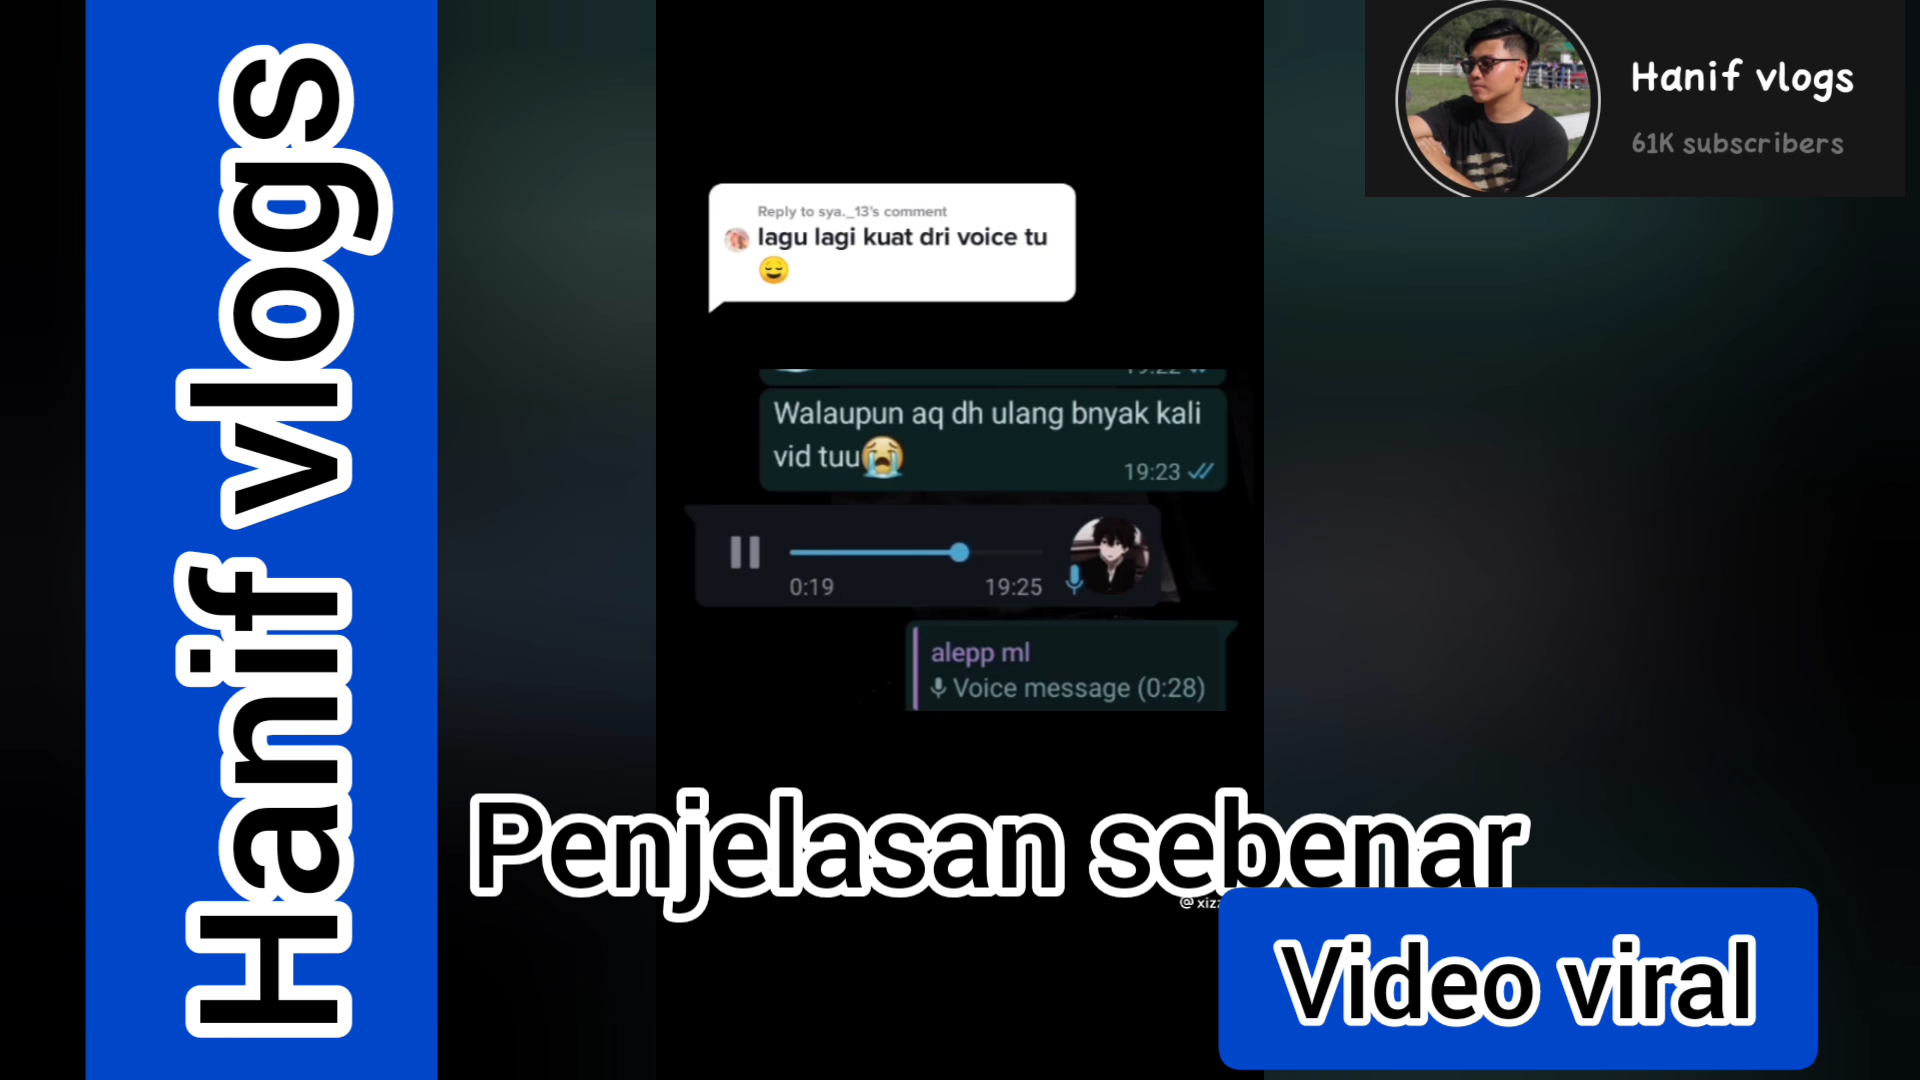 Hanif vlogs
Hanif vlogs
61K subscribers
Reply to sya._13's comment
lagu lagi kuat dri voice tu
😌
19:22
Walaupun aq dh ulang bnyak kali
vid tuu😭
19:23
0:19
19:25
alepp ml
Voice message (0:28)
Penjelasan sebenar
Video viral